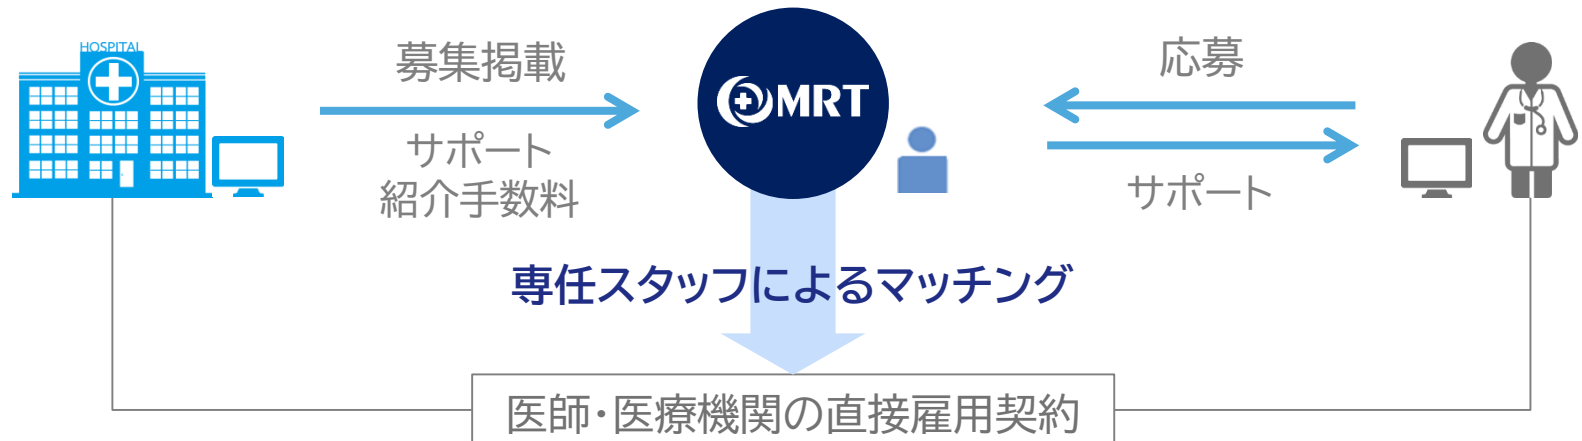 HOSPITAL
募集掲載
サポート
紹介手数料
MRT
応募
サポート
専任スタッフによるマッチング
医師・医療機関の直接雇用契約